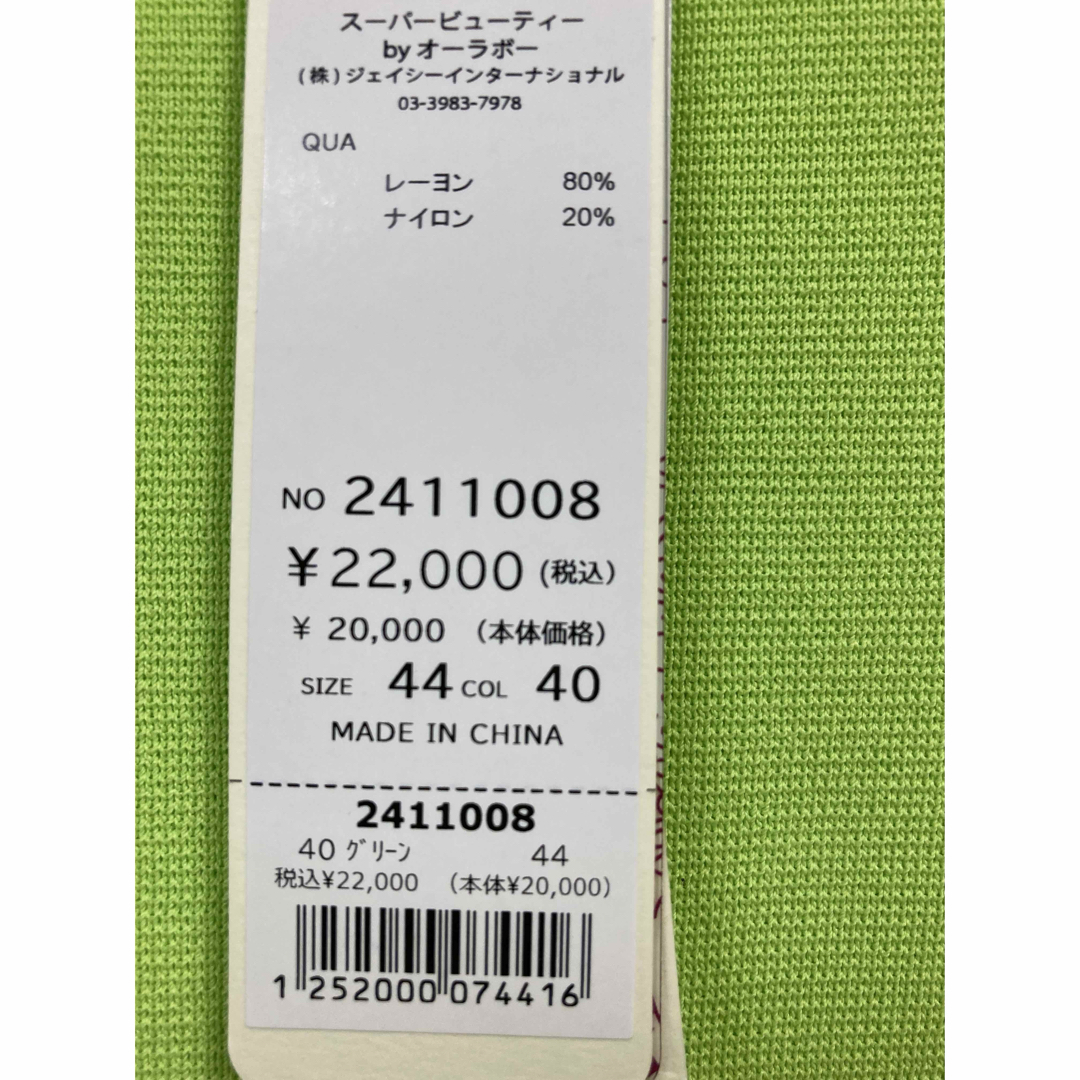 スーパービューティー
by オーラボー
(株)ジェイシーインターナショナル
03-3983-7978
QUA
レーヨン 80%
ナイロン 20%
NO 2411008
¥22,000 (税込)
¥ 20,000 (本体価格)
SIZE 44 COL 40
MADE IN CHINA
2411008
40 ｸﾞﾘｰﾝ 44
税込¥22,000 (本体¥20,000)
1 252000 074416